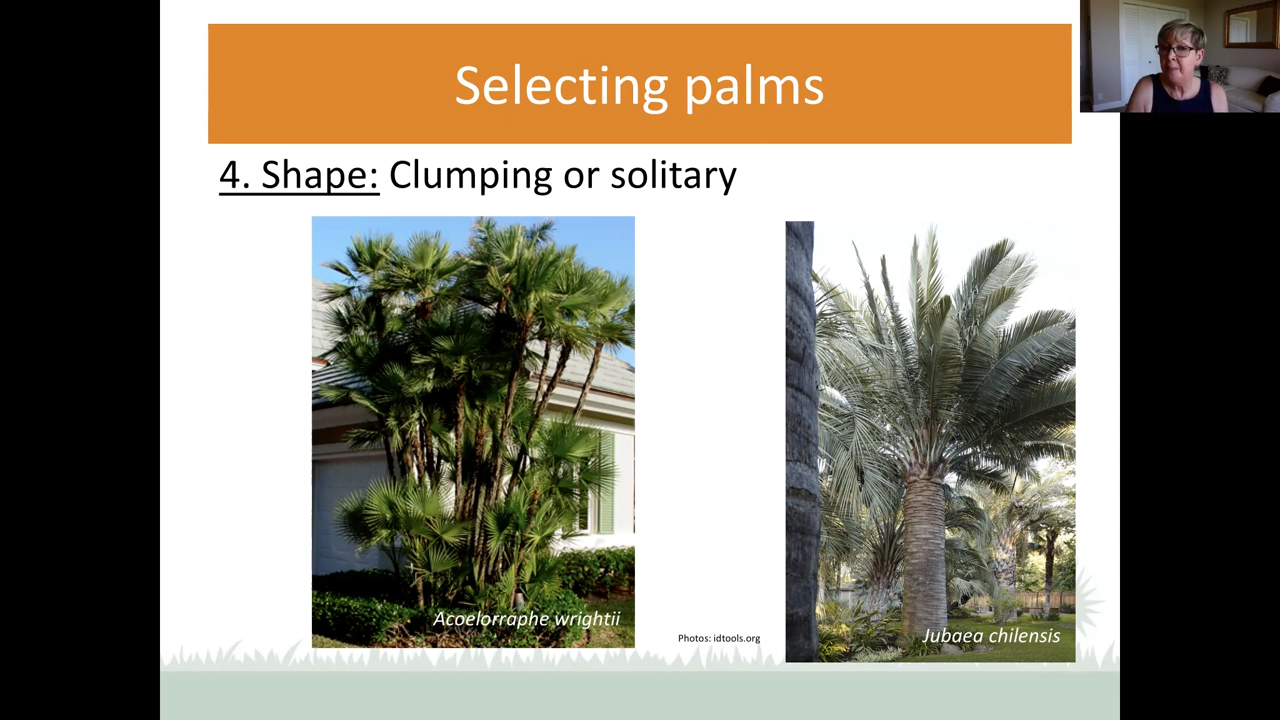 Selecting palms
4. Shape: Clumping or solitary
Acoelorraphe wrightii
Photos: idtools.org
Jubaea chilensis